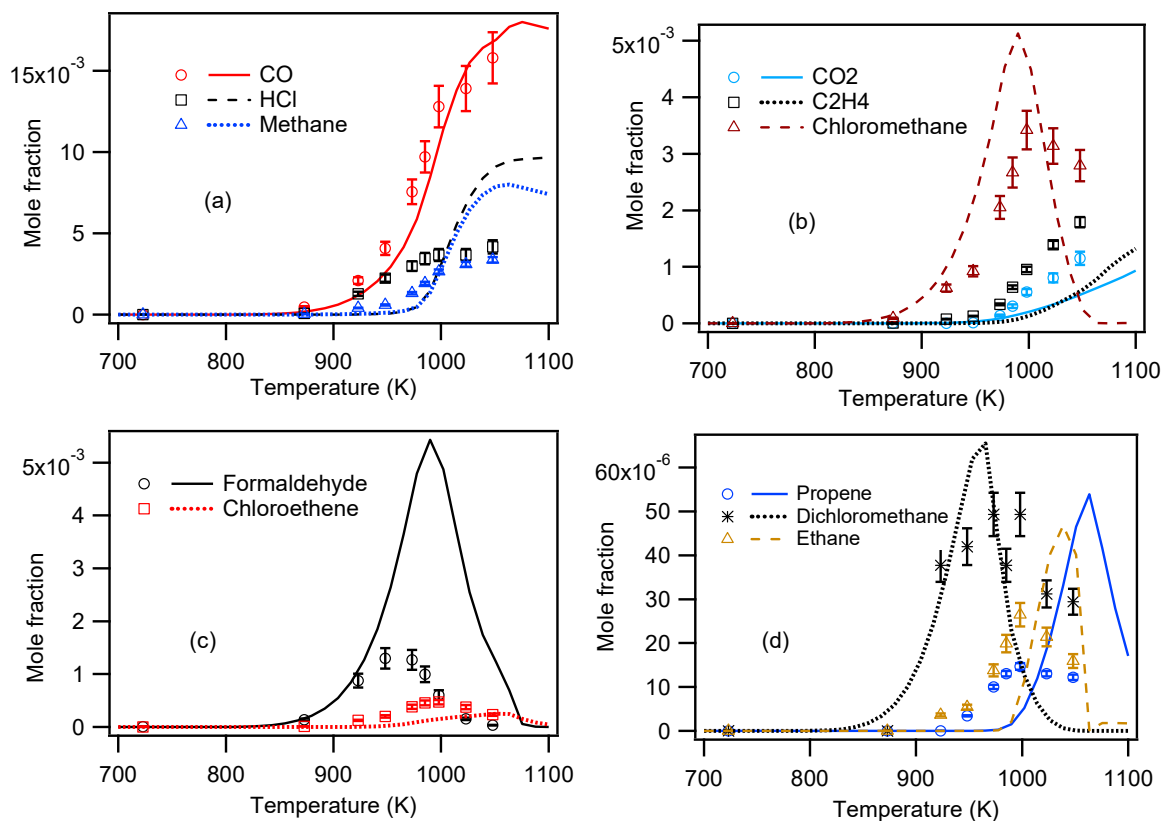 15x10-3
10
5
0
Mole fraction
CO
HCl
Methane
(a)
700 800 900 1000 1100
Temperature (K)
5x10-3
4
3
2
1
0
Mole fraction
CO2
C2H4
Chloromethane
(b)
700 800 900 1000 1100
Temperature (K)
5x10-3
4
3
2
1
0
Mole fraction
Formaldehyde
Chloroethene
(c)
700 800 900 1000 1100
Temperature (K)
60x10-6
50
40
30
20
10
0
Mole fraction
Propene
Dichloromethane
Ethane
(d)
700 800 900 1000 1100
Temperature (K)